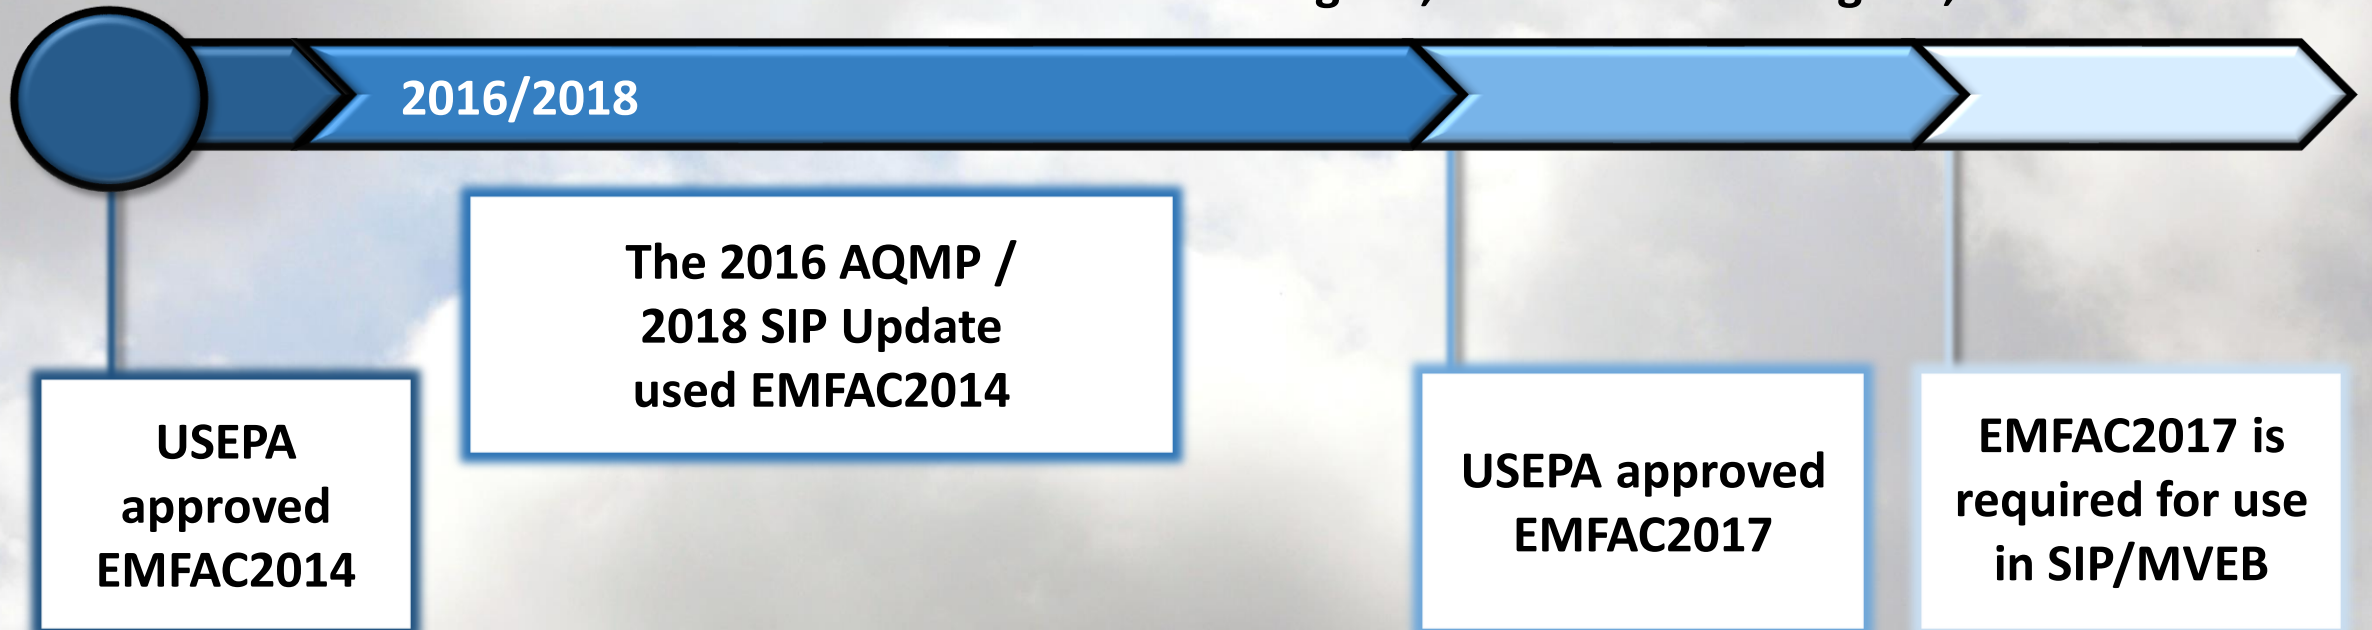 2016/2018
The 2016 AQMP /
2018 SIP Update
used EMFAC2014
USEPA
approved
EMFAC2014
USEPA approved
EMFAC2017
EMFAC2017 is
required for use
in SIP/MVEB